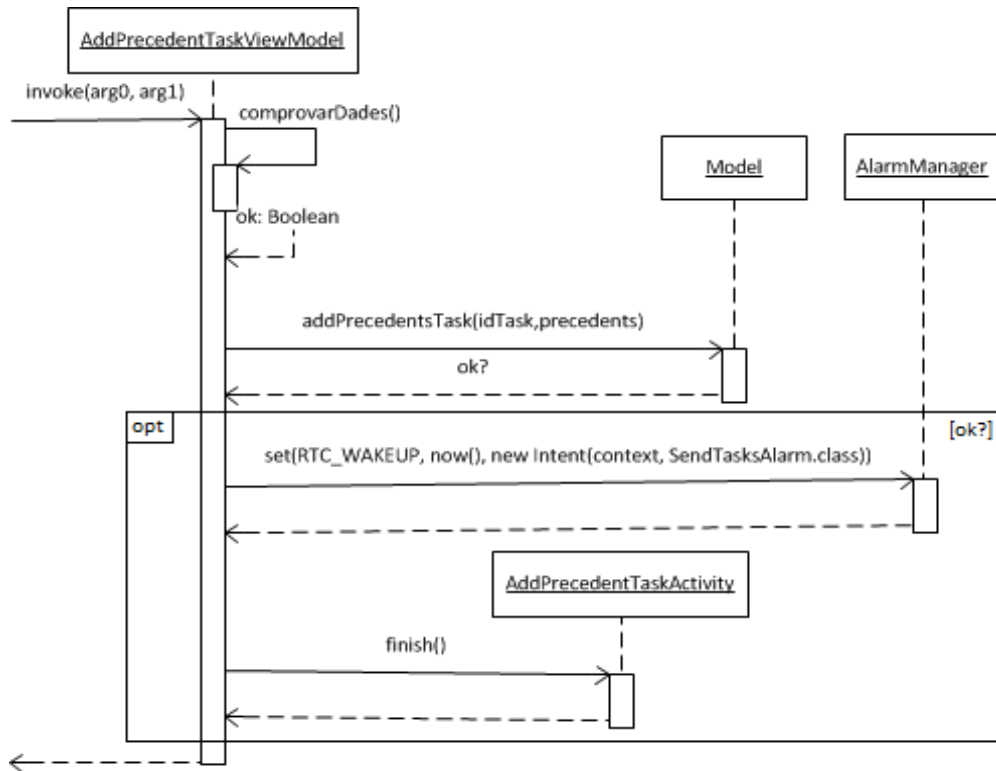 AddPrecedentTaskViewModel
invoke(arg0, arg1)
comprovarDades()
Model
AlarmManager
ok: Boolean
addPrecedentsTask(idTask,precedents)
ok?
opt
[ok?]
set(RTC_WAKEUP, now(), new Intent(context, SendTasksAlarm.class))
AddPrecedentTaskActivity
finish()